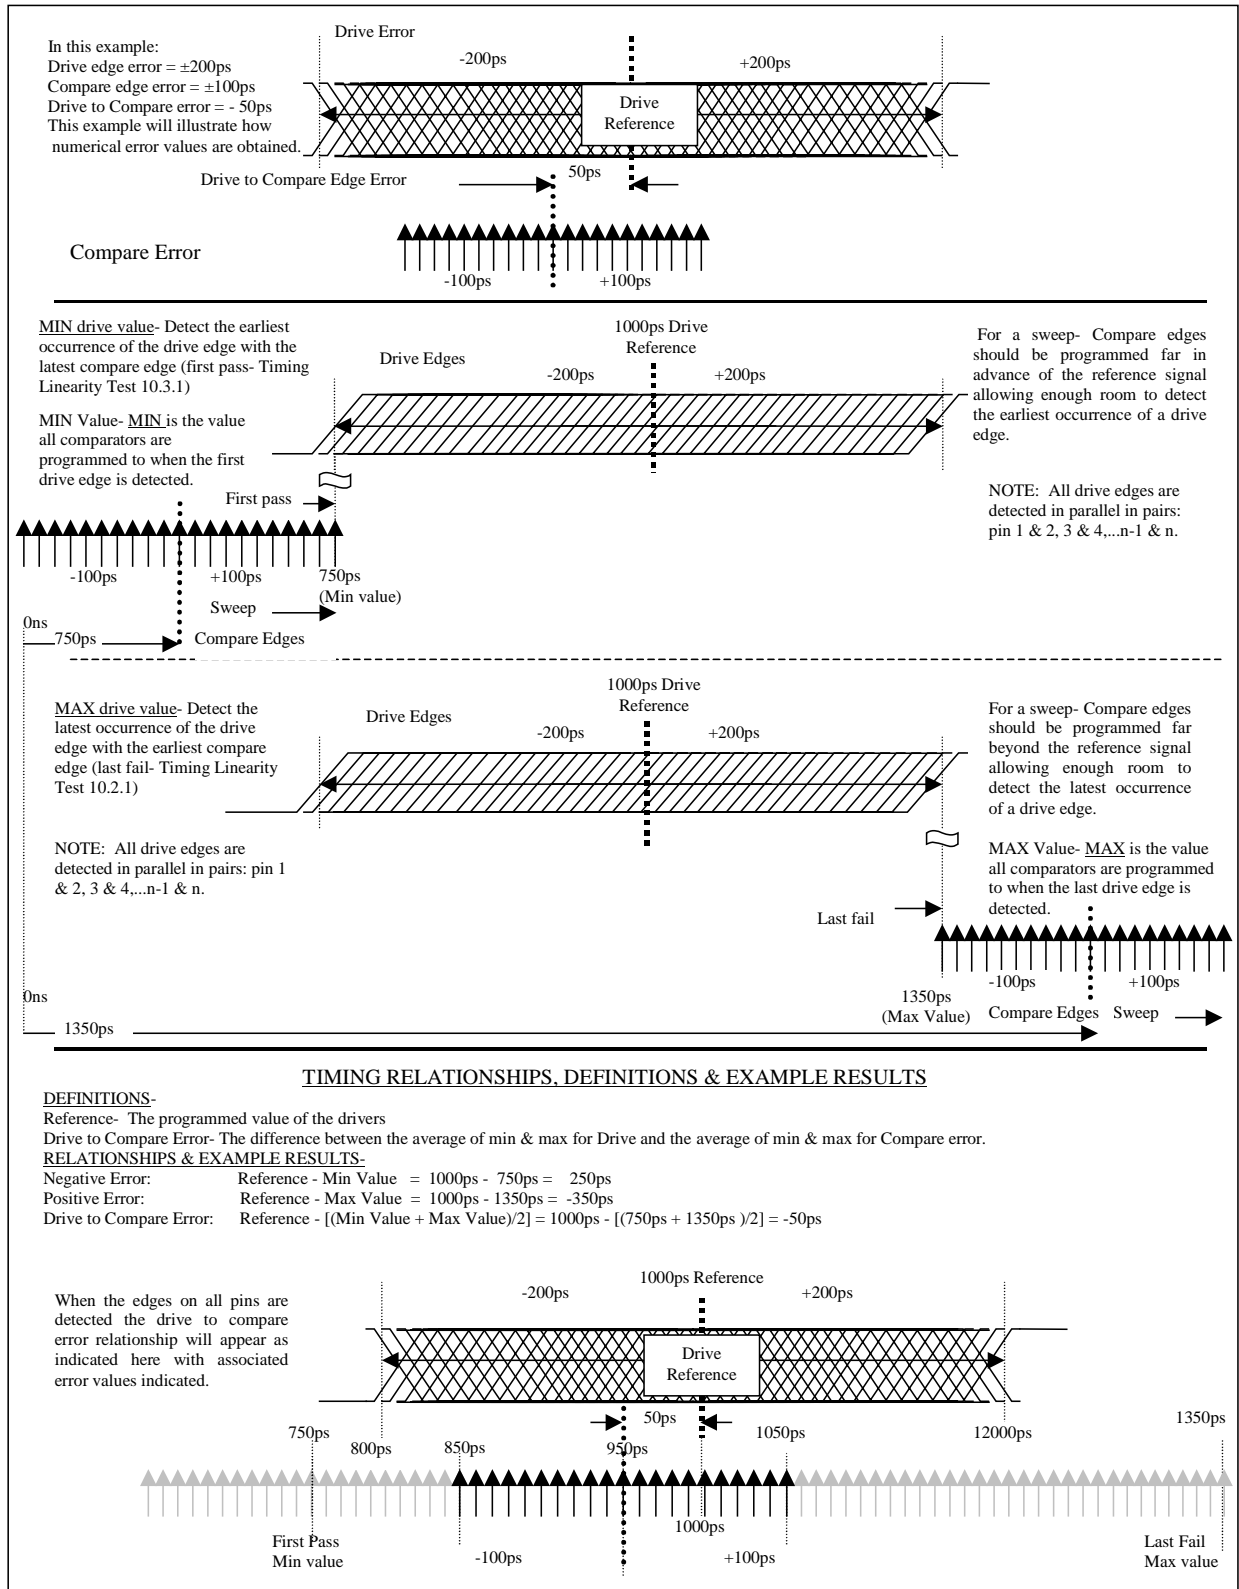 In this example:
Drive edge error = ±200ps
Compare edge error = ±100ps
Drive to Compare error = - 50ps
This example will illustrate how
numerical error values are obtained.
Drive Error
-200ps
+200ps
Drive
Reference
Drive to Compare Edge Error
50ps
Compare Error
-100ps
+100ps
MIN drive value- Detect the earliest
occurrence of the drive edge with the
latest compare edge (first pass- Timing
Linearity Test 10.3.1)
MIN Value- MIN is the value
all comparators are
programmed to when the first
drive edge is detected.
1000ps Drive
Reference
Drive Edges
-200ps
+200ps
For a sweep- Compare edges
should be programmed far in
advance of the reference signal
allowing enough room to detect
the earliest occurrence of a drive
edge.
NOTE: All drive edges are
detected in parallel in pairs:
pin 1 & 2, 3 & 4,...n-1 & n.
First pass
-100ps
+100ps
750ps
(Min value)
Sweep
0ns
750ps
Compare Edges
MAX drive value- Detect the
latest occurrence of the drive
edge with the earliest compare
edge (last fail- Timing Linearity
Test 10.2.1)
NOTE: All drive edges are
detected in parallel in pairs: pin 1
& 2, 3 & 4,...n-1 & n.
1000ps Drive
Reference
Drive Edges
-200ps
+200ps
For a sweep- Compare edges
should be programmed far
beyond the reference signal
allowing enough room to
detect the latest occurrence
of a drive edge.
MAX Value- MAX is the value
all comparators are programmed
to when the last drive edge is
detected.
Last fail
-100ps
+100ps
0ns
1350ps
(Max Value)
Compare Edges
Sweep
1350ps
TIMING RELATIONSHIPS, DEFINITIONS & EXAMPLE RESULTS
DEFINITIONS-
Reference- The programmed value of the drivers
Drive to Compare Error- The difference between the average of min & max for Drive and the average of min & max for Compare error.
RELATIONSHIPS & EXAMPLE RESULTS-
Negative Error: Reference - Min Value = 1000ps - 750ps = 250ps
Positive Error: Reference - Max Value = 1000ps - 1350ps = -350ps
Drive to Compare Error: Reference - [(Min Value + Max Value)/2] = 1000ps - [(750ps + 1350ps )/2] = -50ps
When the edges on all pins are
detected the drive to compare
error relationship will appear as
indicated here with associated
error values indicated.
1000ps Reference
-200ps
+200ps
Drive
Reference
50ps
750ps
800ps
850ps
950ps
1050ps
12000ps
1350ps
1000ps
First Pass
Min value
-100ps
+100ps
Last Fail
Max value